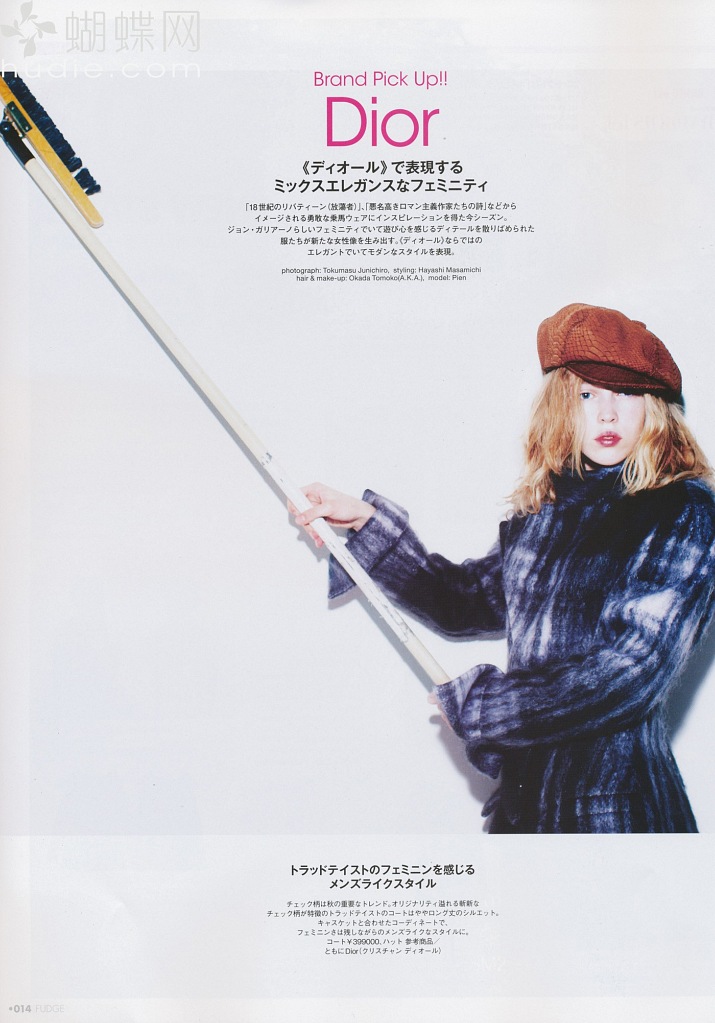 蝴蝶网
hudie.com
Brand Pick Up!!
Dior
《ディオール》で表現する
ミックスエレガンスなフェミニティ
「18世紀のリバティーン（放蕩者）」、「悪名高きロマン主義作家たちの詩」などから
イメージされる勇敢な乗馬ウェアにインスピレーションを得た今シーズン。
ジョン・ガリアーノらしいフェミニティでいて遊び心を感じるディテールを散りばめられた
服たちが新たな女性像を生み出す。《ディオール》ならではの
エレガントでいてモダンなスタイルを表現。
photograph: Tokumasu Junichiro, styling: Hayashi Masamichi
hair & make-up: Okada Tomoko(A.K.A.), model: Pien
トラッドテイストのフェミニンを感じる
メンズライクスタイル
チェック柄は秋の重要なトレンド。オリジナリティ溢れる斬新な
チェック柄が特徴のトラッドテイストのコートはややロング丈のシルエット。
キャスケットと合わせたコーディネートで、
フェミニンさは残しながらのメンズライクなスタイルに。
コート¥399000、ハット 参考商品／
ともにDior（クリスチャン ディオール）
•014 FUDGE